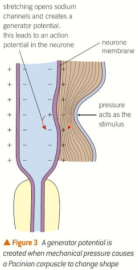 stretching opens sodium
channels and creates a
generator potential,
this leads to an action
potential in the neurone
neurone
membrane
+ − − +
+ − − +
+ − − +
+ − − +
+ − − +
+ − − +
pressure
acts as the
stimulus
▲ Figure 3 A generator potential is
created when mechanical pressure causes
a Pacinian corpuscle to change shape